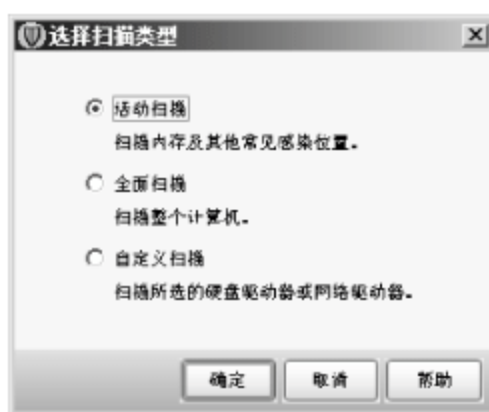 选择扫描类型
活动扫描
扫描内存及其他常见感染位置。
全面扫描
扫描整个计算机。
自定义扫描
扫描所选的硬盘驱动器或网络驱动器。
确定 取消 帮助